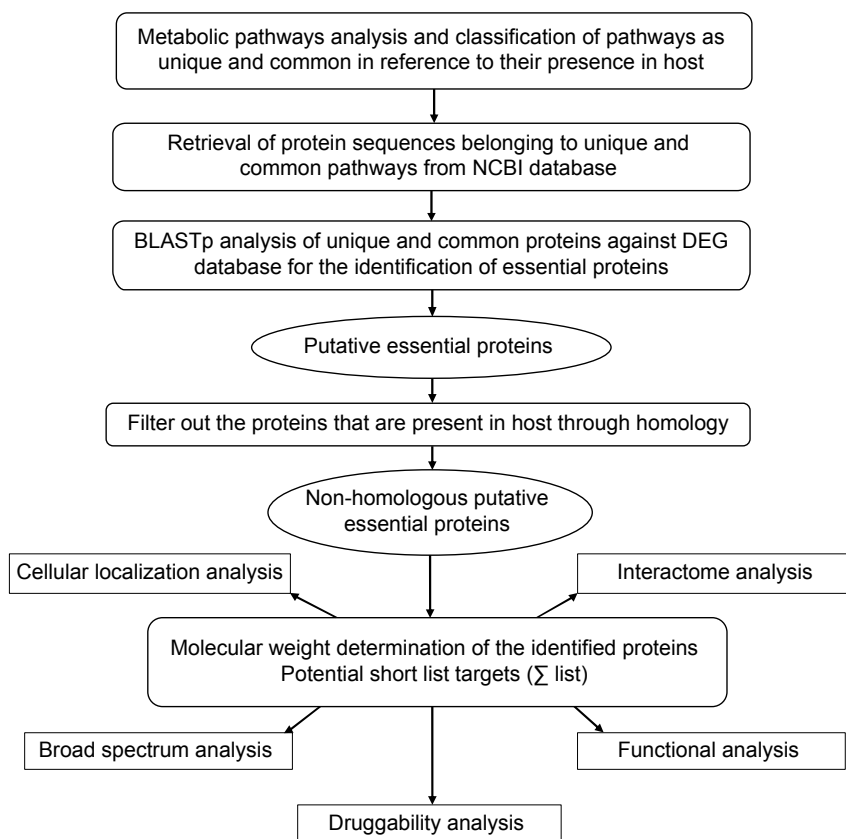 Metabolic pathways analysis and classification of pathways as
unique and common in reference to their presence in host
Retrieval of protein sequences belonging to unique and
common pathways from NCBI database
BLASTp analysis of unique and common proteins against DEG
database for the identification of essential proteins
Putative essential proteins
Filter out the proteins that are present in host through homology
Non-homologous putative
essential proteins
Cellular localization analysis
Interactome analysis
Molecular weight determination of the identified proteins
Potential short list targets (∑ list)
Broad spectrum analysis
Functional analysis
Druggability analysis